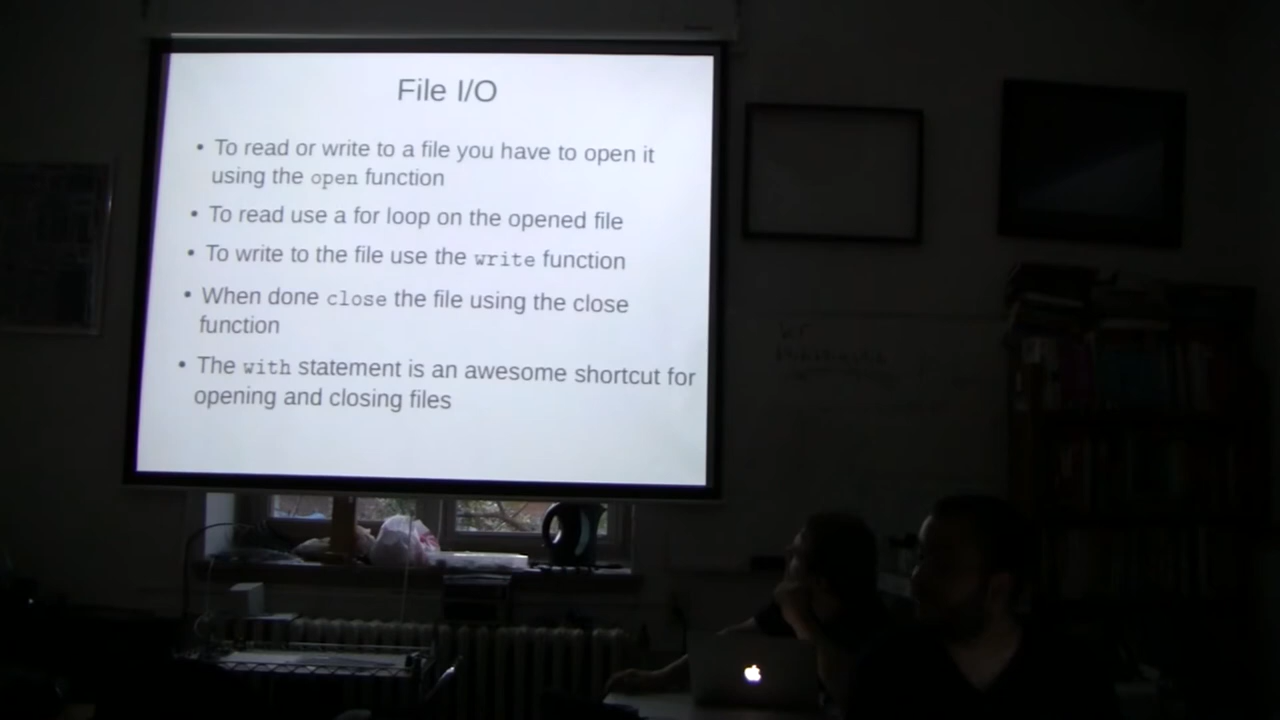 File I/O
• To read or write to a file you have to open it
using the open function
• To read use a for loop on the opened file
• To write to the file use the write function
• When done close the file using the close
function
• The with statement is an awesome shortcut for
opening and closing files